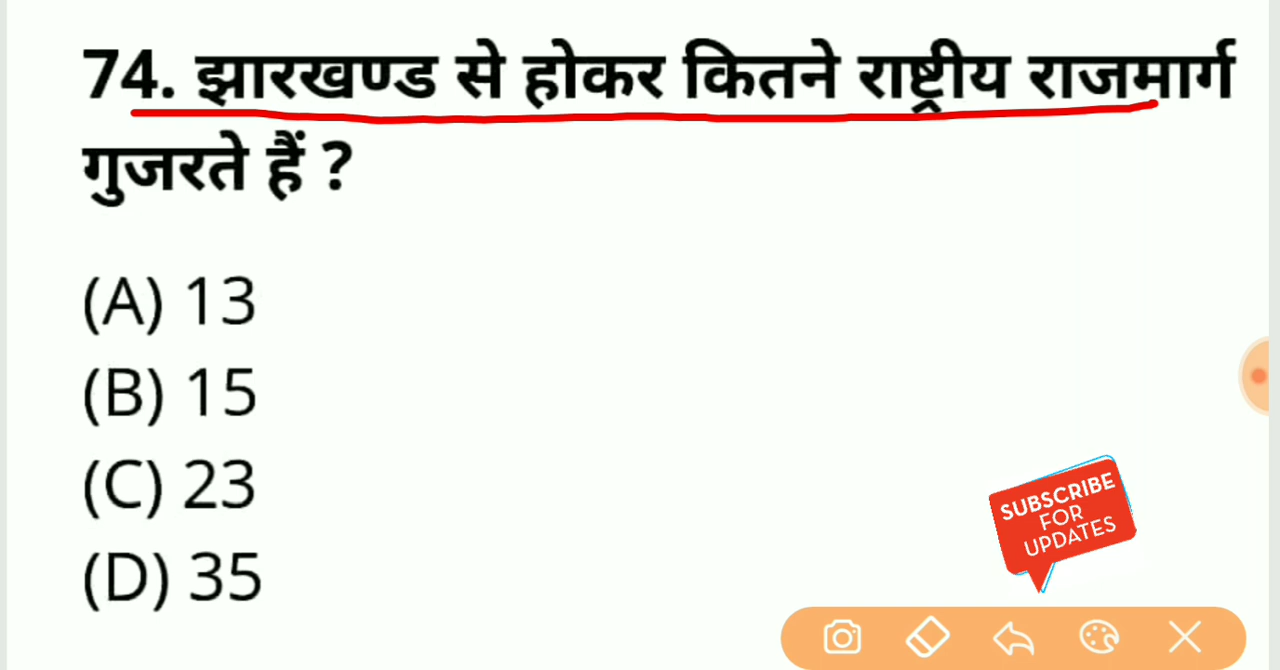 74. झारखण्ड से होकर कितने राष्ट्रीय राजमार्ग
गुजरते हैं ?
(A) 13
(B) 15
(C) 23
(D) 35
SUBSCRIBE
FOR
UPDATES